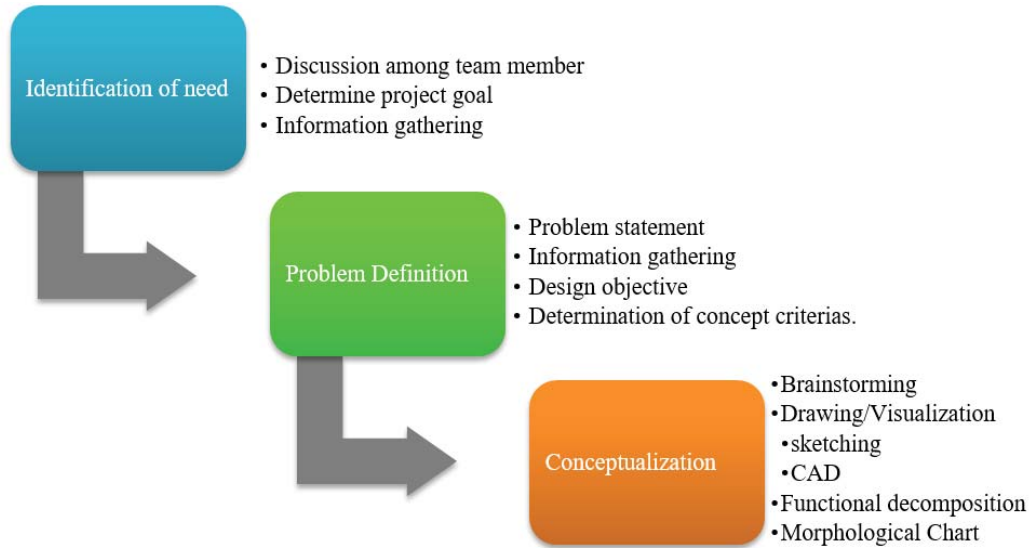 Identification of need
• Discussion among team member
• Determine project goal
• Information gathering
Problem Definition
• Problem statement
• Information gathering
• Design objective
• Determination of concept criterias.
Conceptualization
•Brainstorming
•Drawing/Visualization
•sketching
•CAD
•Functional decomposition
•Morphological Chart